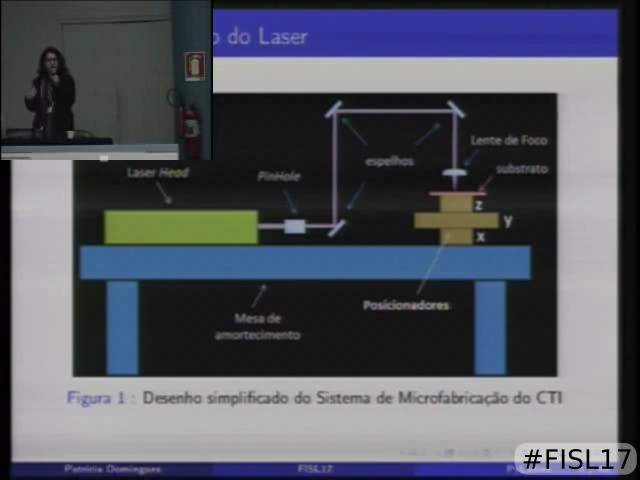 o do Laser
Lente de Foco
espelhos
substrato
Laser Head
PinHole
z
y
x
Posicionadores
Mesa de
amortecimento
Figura 1 : Desenho simplificado do Sistema de Microfabricação do CTI
Patrícia Domingues
FISL17
#FISL17